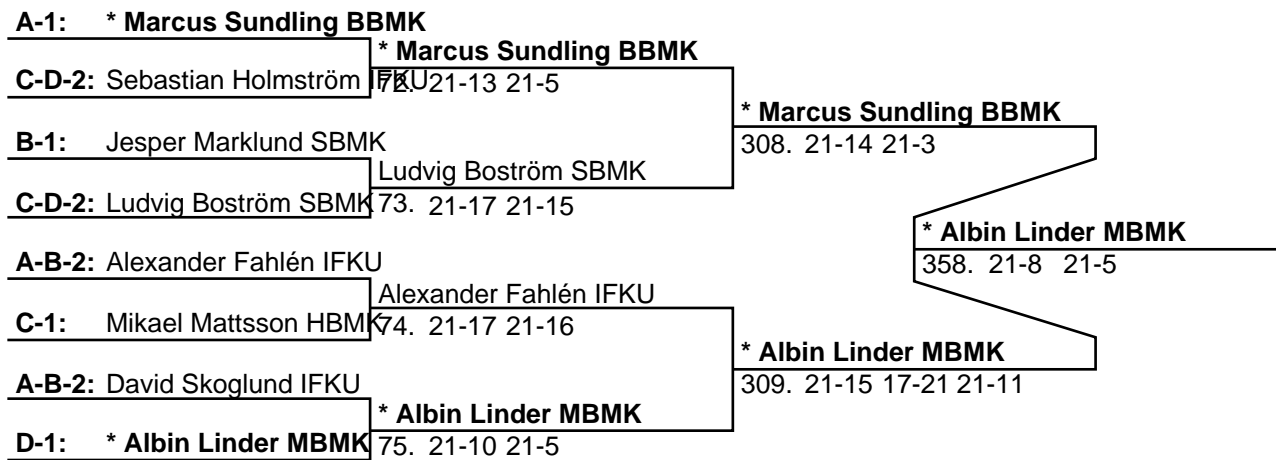 A-1: * Marcus Sundling BBMK
* Marcus Sundling BBMK
C-D-2: Sebastian Holmström IFKU
72. 21-13 21-5
* Marcus Sundling BBMK
B-1: Jesper Marklund SBMK
308. 21-14 21-3
Ludvig Boström SBMK
C-D-2: Ludvig Boström SBMK
73. 21-17 21-15
* Albin Linder MBMK
A-B-2: Alexander Fahlén IFKU
358. 21-8 21-5
Alexander Fahlén IFKU
C-1: Mikael Mattsson HBMK
74. 21-17 21-16
* Albin Linder MBMK
A-B-2: David Skoglund IFKU
309. 21-15 17-21 21-11
* Albin Linder MBMK
D-1: * Albin Linder MBMK
75. 21-10 21-5